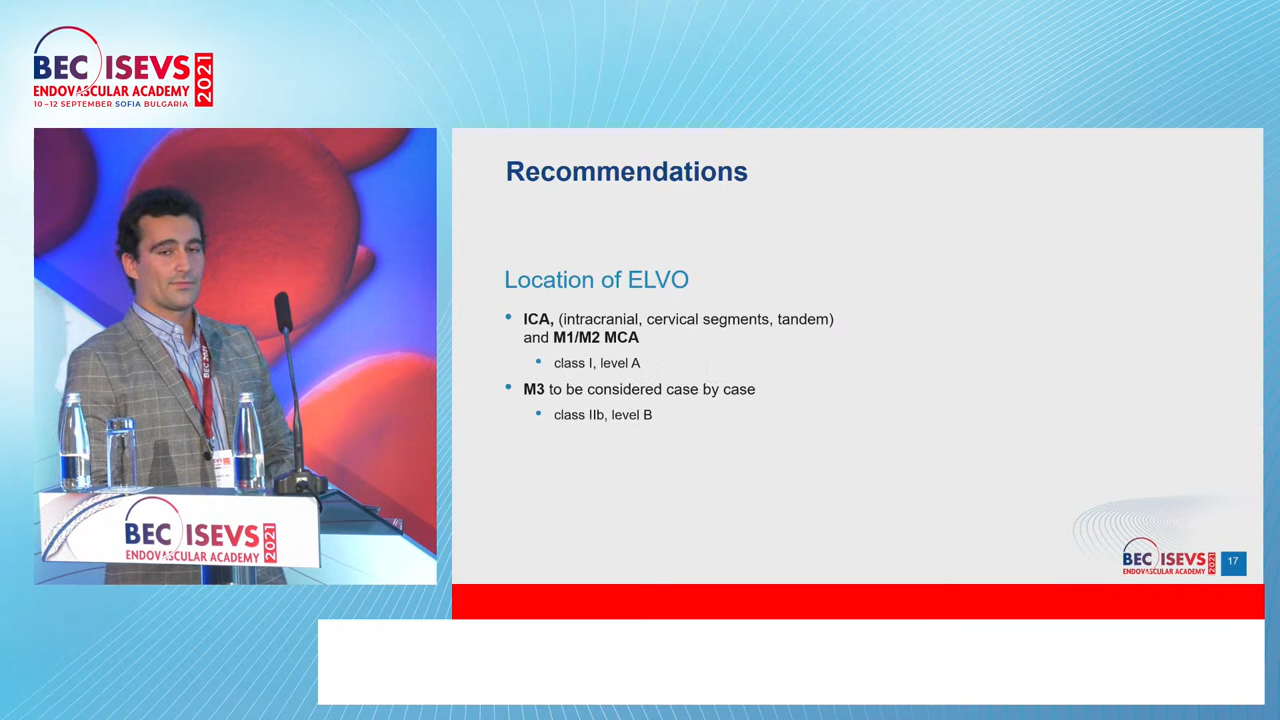 BEC ISEVS 2021
ENDOVASCULAR ACADEMY
10–12 SEPTEMBER SOFIA BULGARIA
Recommendations
Location of ELVO
• ICA, (intracranial, cervical segments, tandem)
and M1/M2 MCA
• class I, level A
• M3 to be considered case by case
• class IIb, level B
BEC 2021
BEC ISEVS 2021
ENDOVASCULAR ACADEMY
BEC ISEVS 2021
ENDOVASCULAR ACADEMY
17